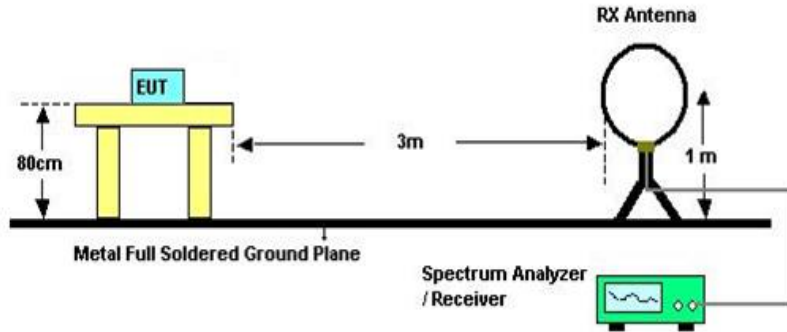 RX Antenna
EUT
3m
80cm
1 m
Metal Full Soldered Ground Plane
Spectrum Analyzer
/ Receiver